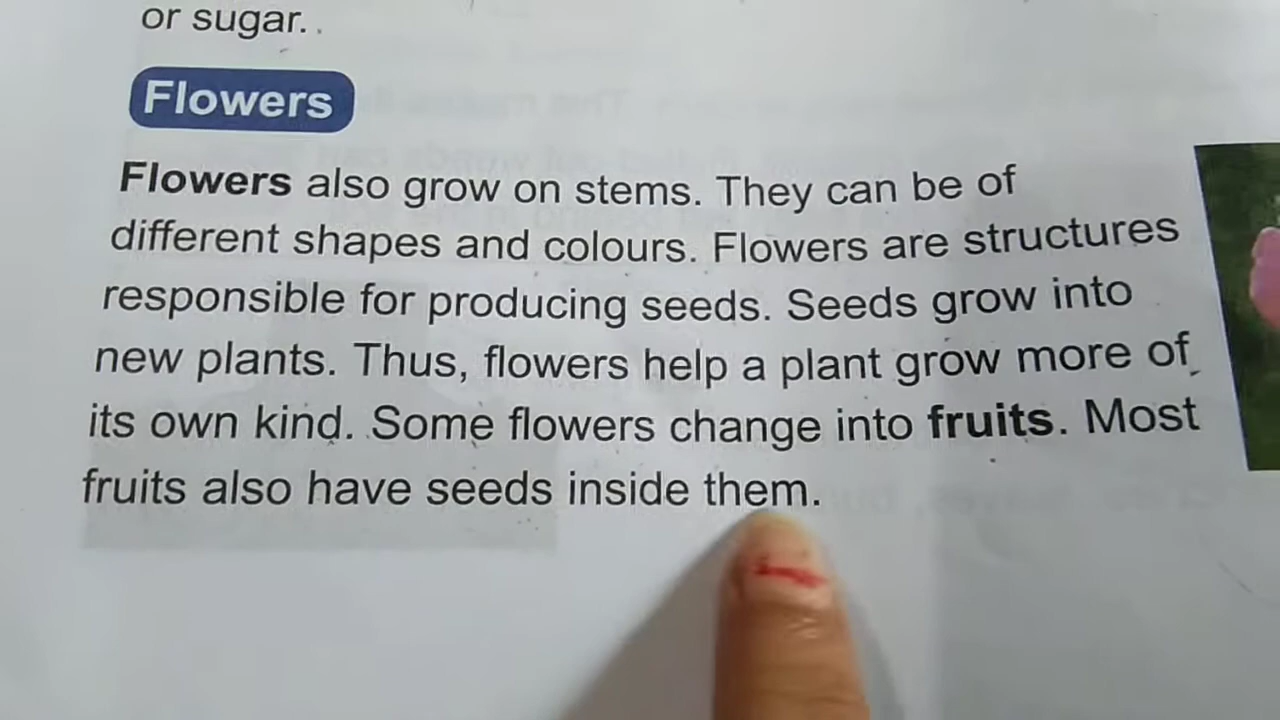 or sugar.
Flowers
Flowers also grow on stems. They can be of
different shapes and colours. Flowers are structures
responsible for producing seeds. Seeds grow into
new plants. Thus, flowers help a plant grow more of
its own kind. Some flowers change into fruits. Most
fruits also have seeds inside them.